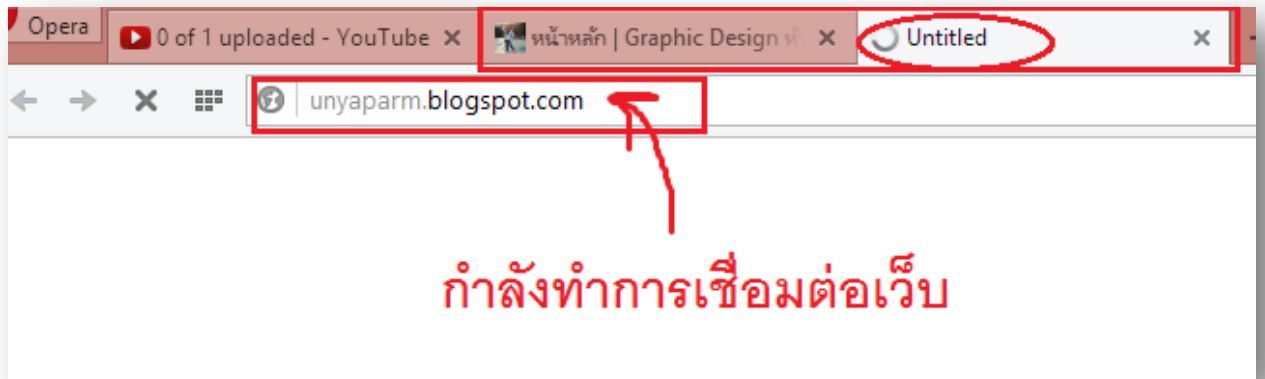 Opera
0 of 1 uploaded - YouTube
หน้าหลัก | Graphic Design
Untitled
unyaparm.blogspot.com
กำลังทำการเชื่อมต่อเว็บ